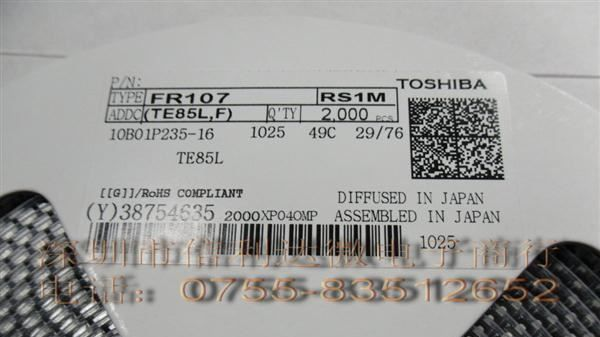 P/N:
TOSHIBA
TYPE FR107 RS1M
ADDC (TE85L,F) Q'TY 2,000 PCS
10B01P235-16 1025 49C 29/76
TE85L
[[G]]/RoHS COMPLIANT
DIFFUSED IN JAPAN
(Y)38754635 2000XP04OMP ASSEMBLED IN JAPAN
1025
深圳市倍利达微电子商行
电话：0755-83512652